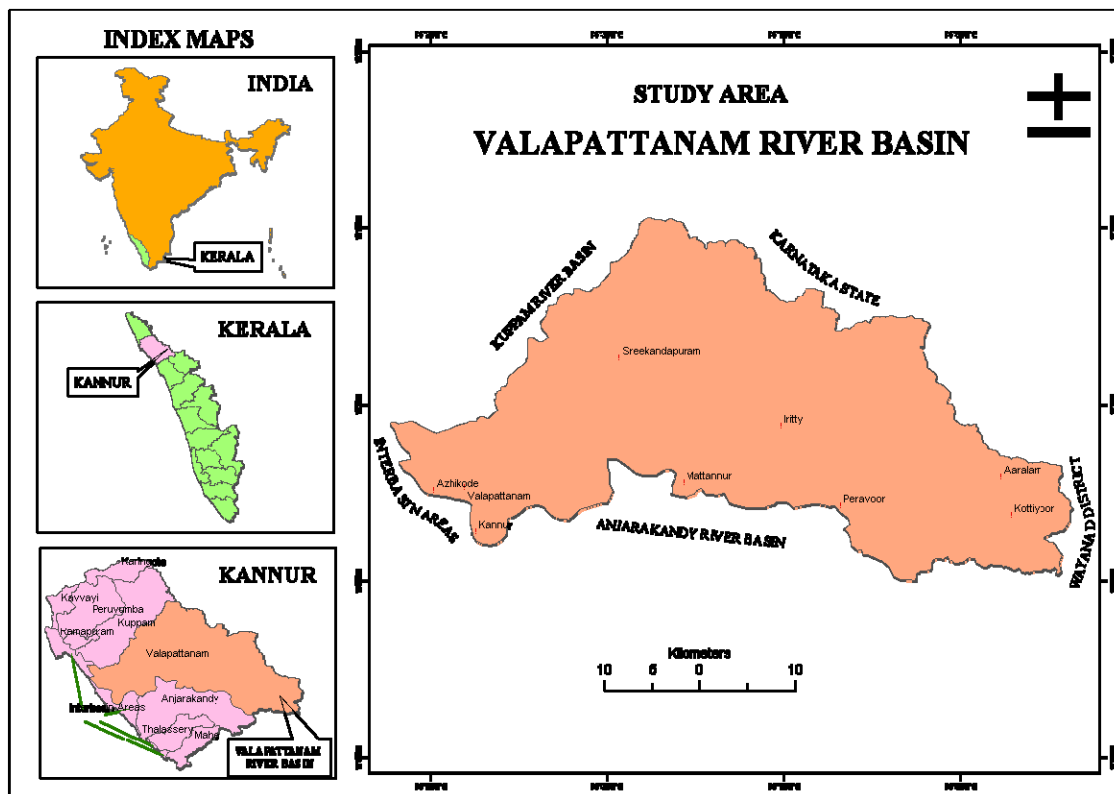 INDEX MAPS
INDIA
KERALA
KERALA
KANNUR
KANNUR
Kavvayi
Peruvamba
Kuppam
Ramapuram
Valapattanam
Areas
Anjarakandy
Thalassery
Mahe
VALAPATTANAM
RIVER BASIN
STUDY AREA
VALAPATTANAM RIVER BASIN
KUPPAM RIVER BASIN
KARNATAKA STATE
Sreekandapuram
Iritty
INTERBASIN AREAS
Azhikode
Valapattanam
Kannur
Mattannur
Peravoor
Aaralam
Kottiyoor
WAYANAD DISTRICT
ANJARAKANDY RIVER BASIN
Kilometers
10 5 0 10